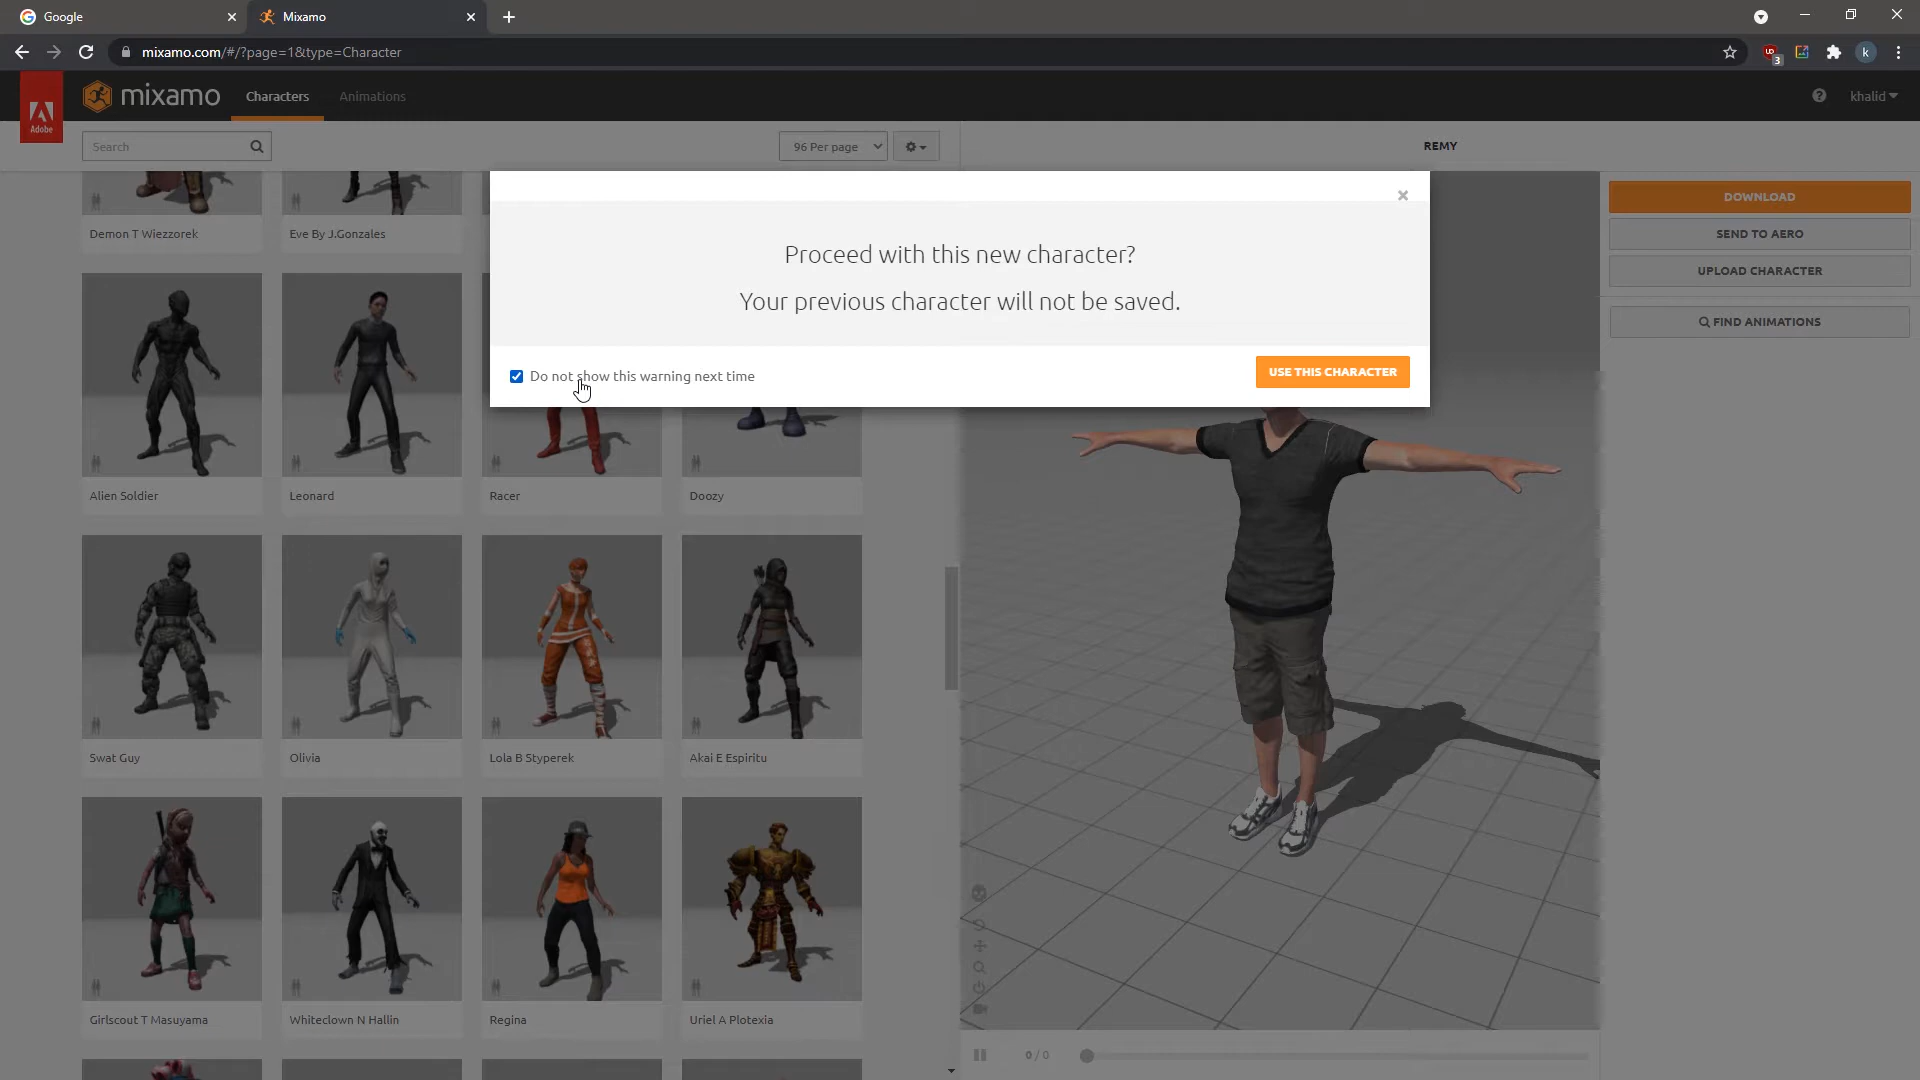 Google
Mixamo
mixamo.com/#/?page=1&type=Character
3
k
Adobe
mixamo
Characters
Animations
khalid
Search
96 Per page
REMY
DOWNLOAD
SEND TO AERO
UPLOAD CHARACTER
FIND ANIMATIONS
Proceed with this new character?
Your previous character will not be saved.
Do not show this warning next time
USE THIS CHARACTER
Demon T Wiezzorek
Eve By J.Gonzales
Alien Soldier
Leonard
Racer
Doozy
Swat Guy
Olivia
Lola B Styperek
Akai E Espiritu
Girlscout T Masuyama
Whiteclown N Hallin
Regina
Uriel A Plotexia
0 / 0